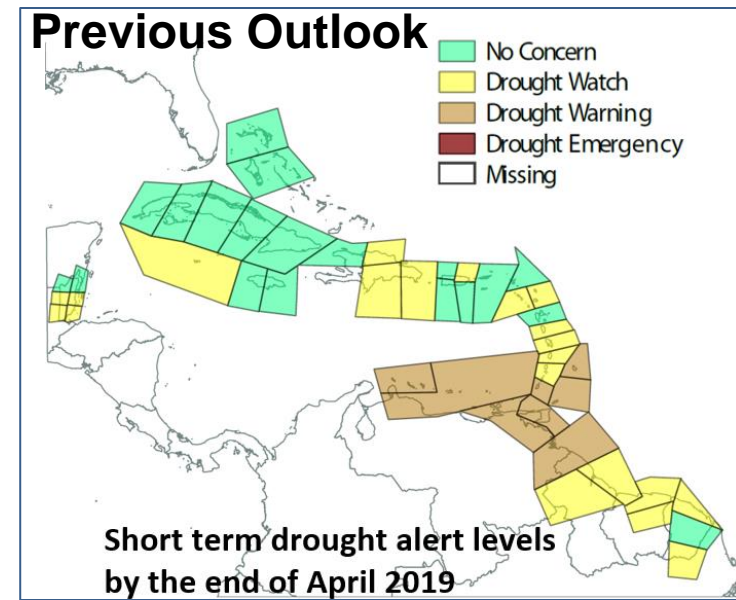 Previous Outlook
No Concern
Drought Watch
Drought Warning
Drought Emergency
Missing
Short term drought alert levels
by the end of April 2019